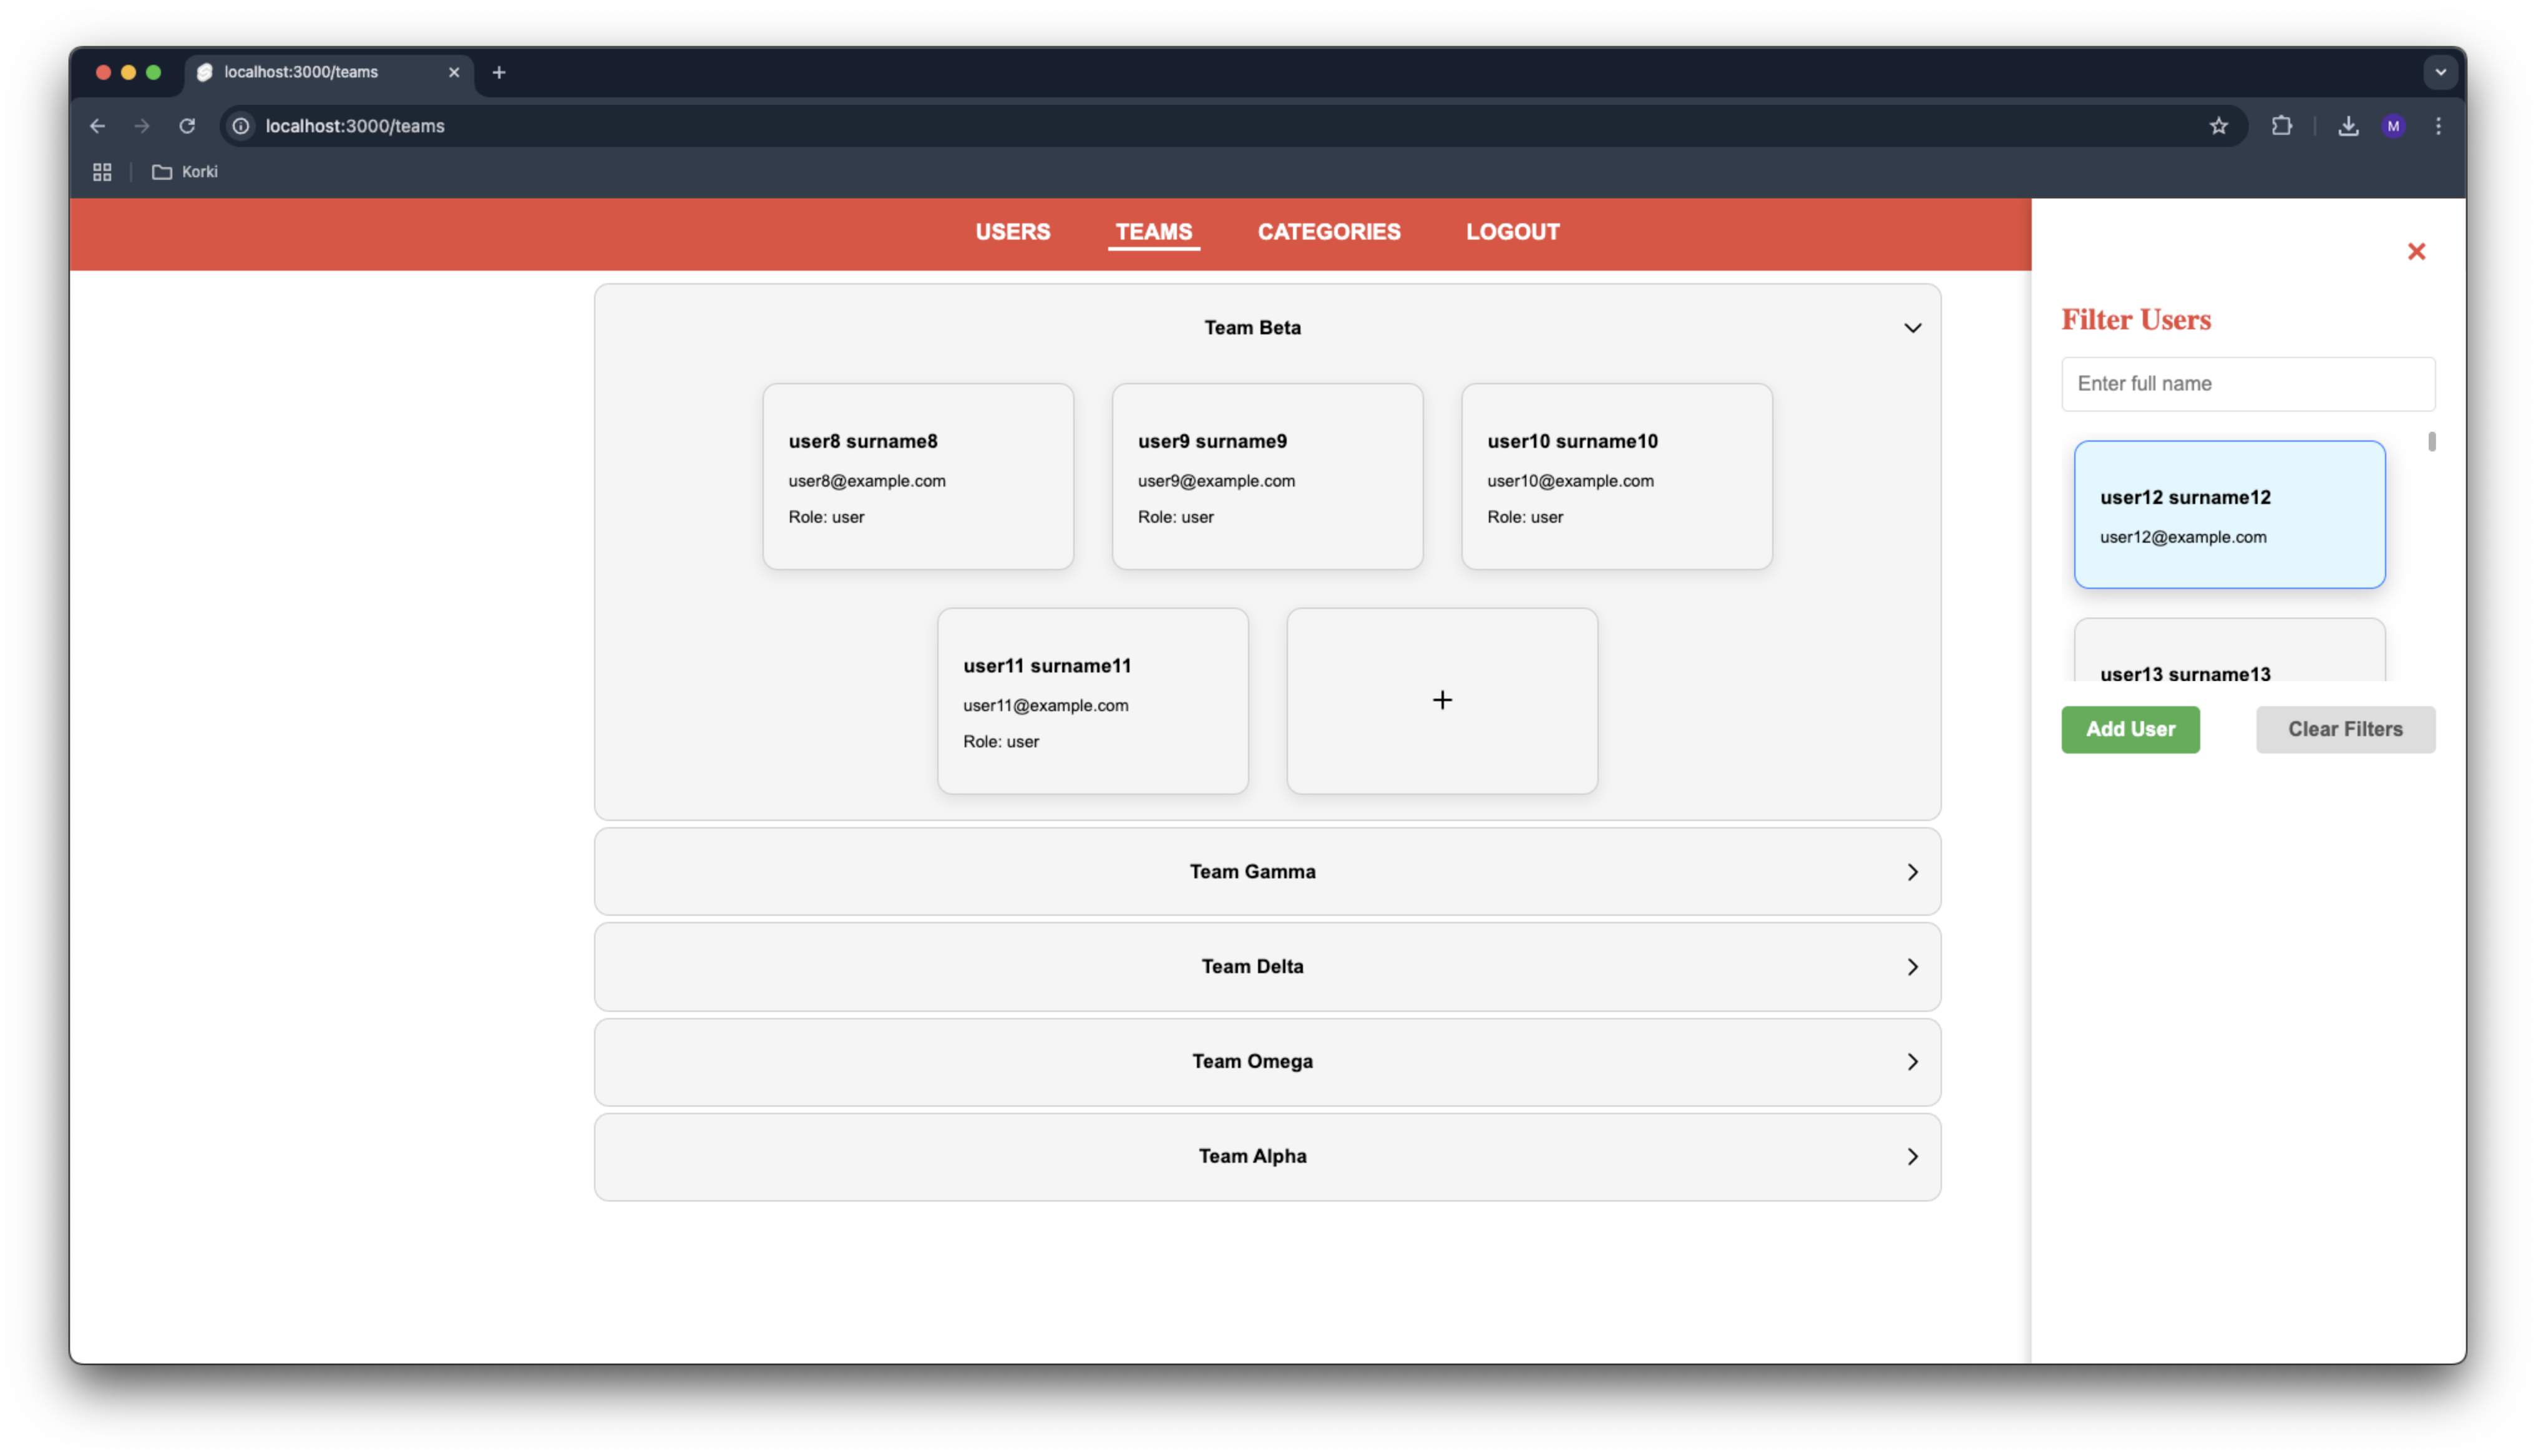 localhost:3000/teams
localhost:3000/teams
M
Korki
USERS TEAMS CATEGORIES LOGOUT
Team Beta
user8 surname8
user8@example.com
Role: user
user9 surname9
user9@example.com
Role: user
user10 surname10
user10@example.com
Role: user
user11 surname11
user11@example.com
Role: user
+
Team Gamma
Team Delta
Team Omega
Team Alpha
Filter Users
Enter full name
user12 surname12
user12@example.com
user13 surname13
Add User
Clear Filters